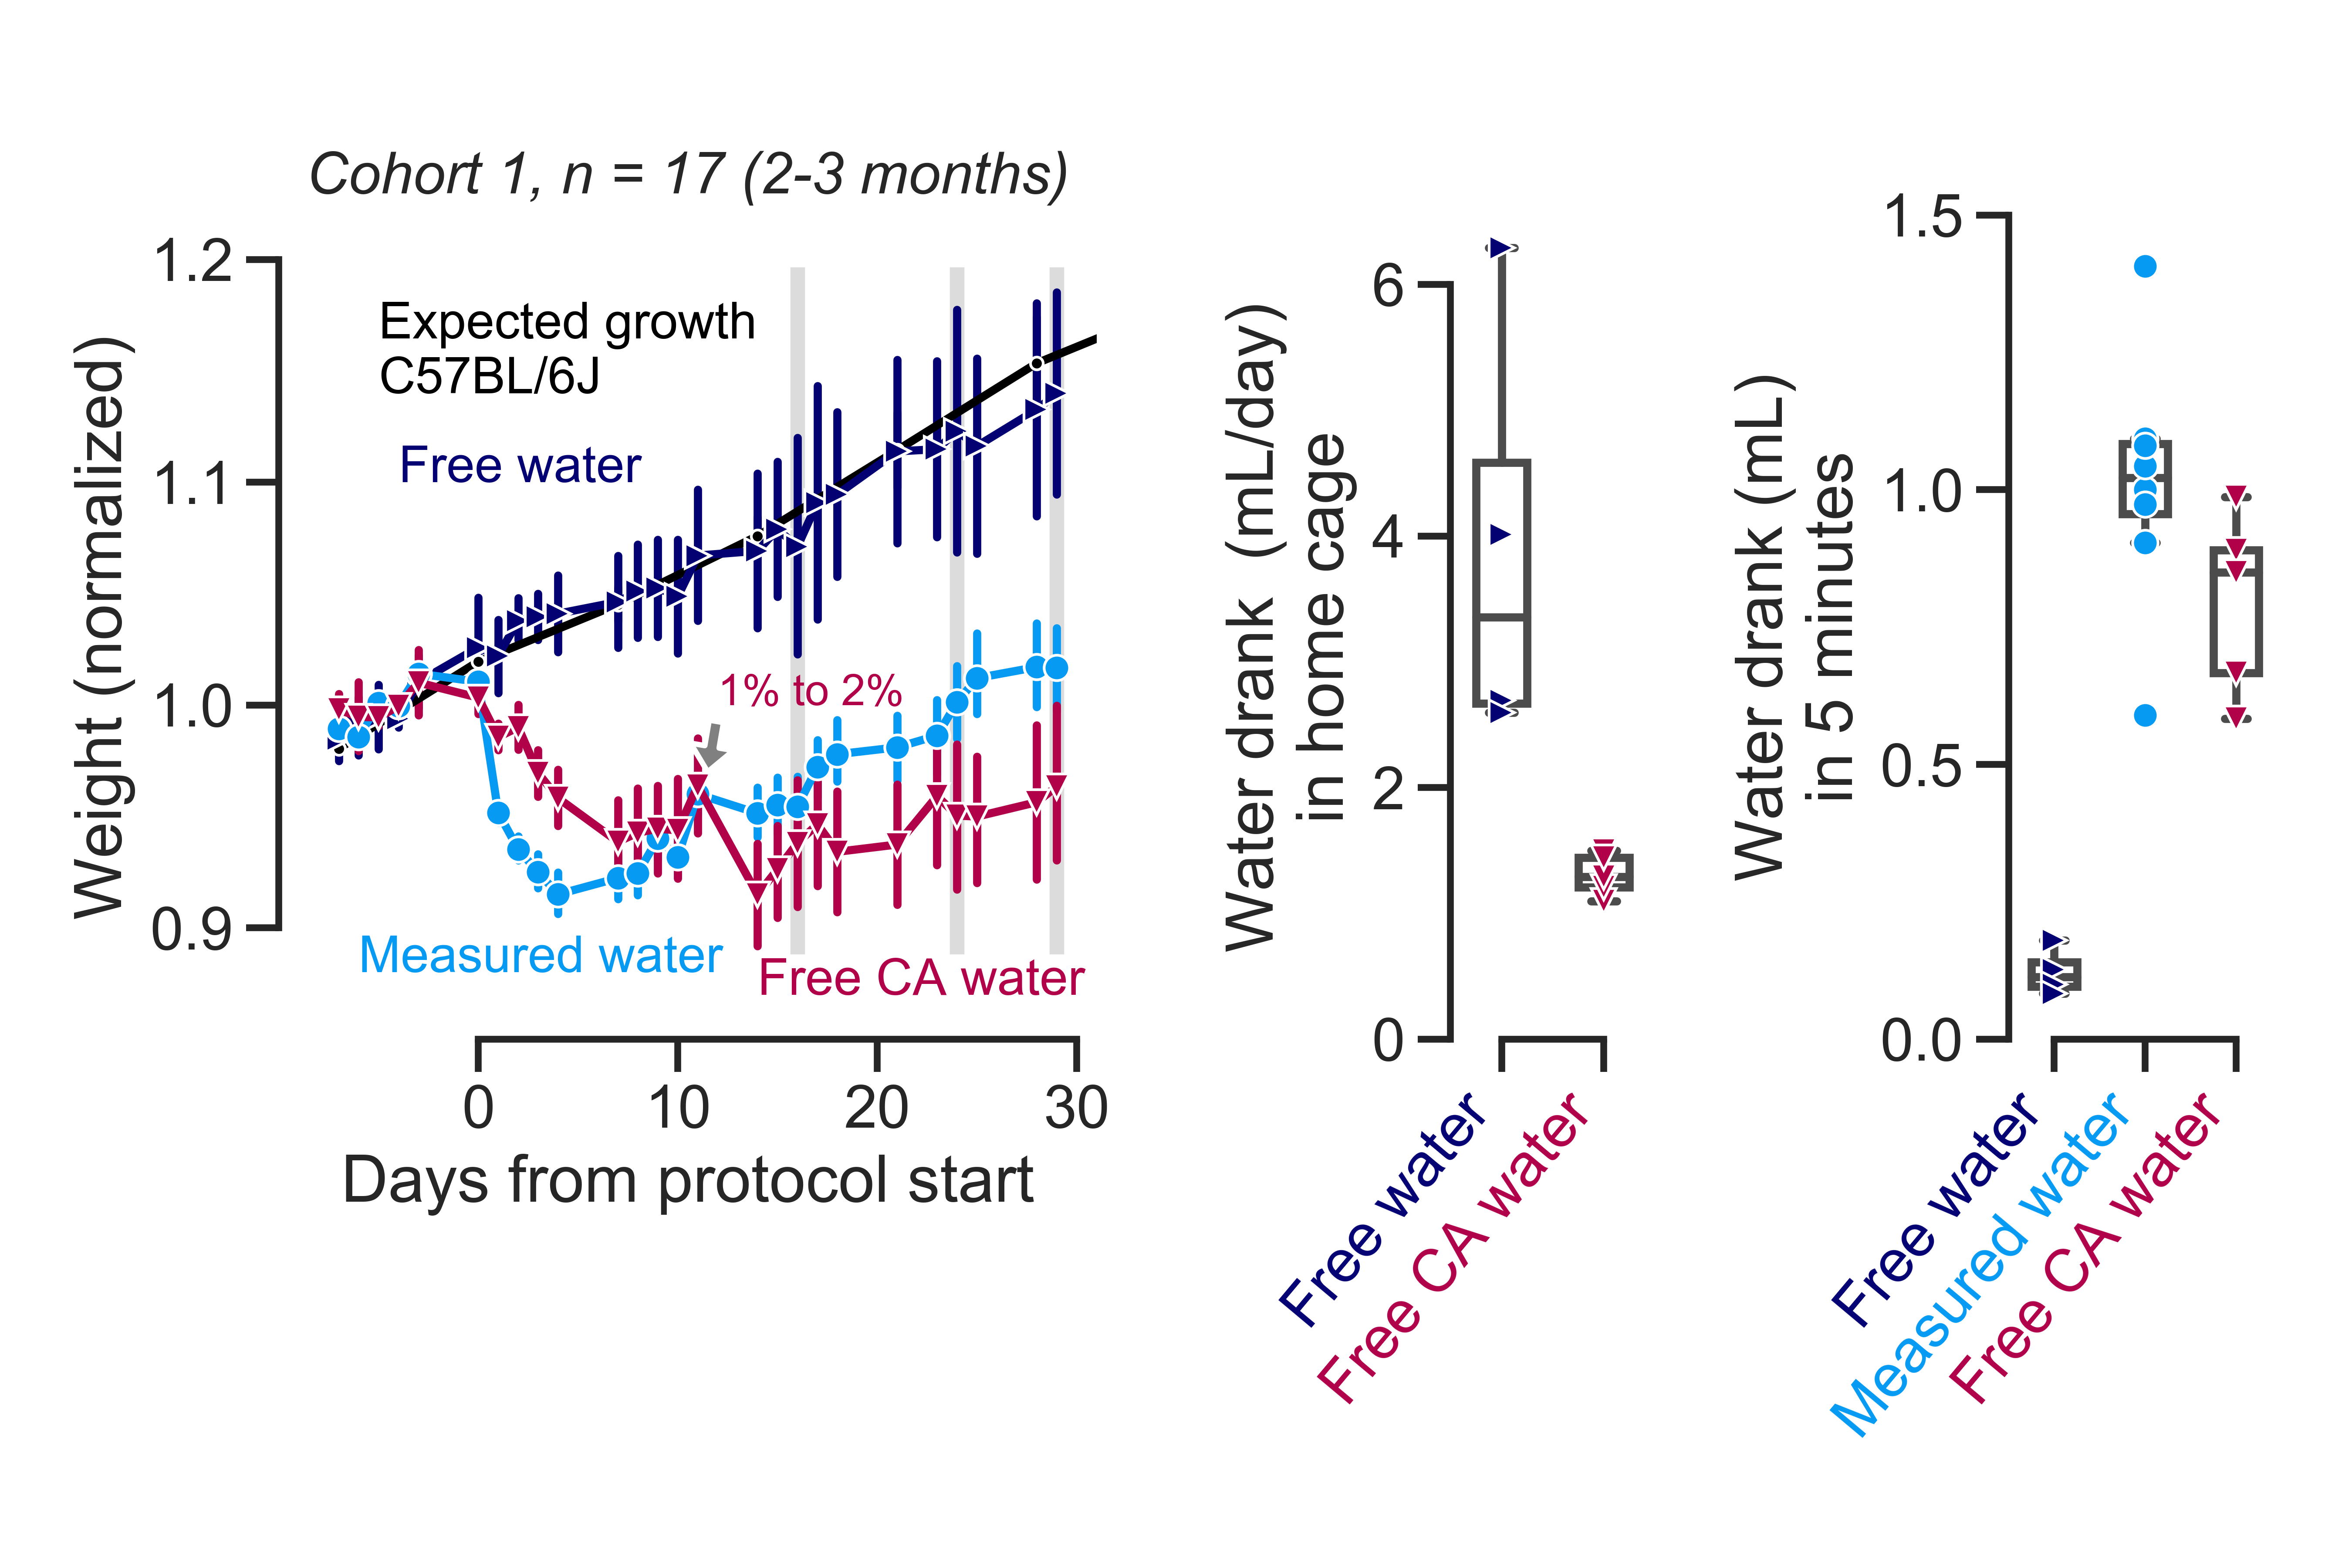 Cohort 1, n = 17 (2-3 months)
Weight (normalized)
1.2
1.1
1.0
0.9
Expected growth
C57BL/6J
Free water
1% to 2%
Measured water
Free CA water
0
10
20
30
Days from protocol start
Water drank (mL/day)
in home cage
6
4
2
0
Free water
Free CA water
Water drank (mL)
in 5 minutes
1.5
1.0
0.5
0.0
Free water
Measured water
Free CA water